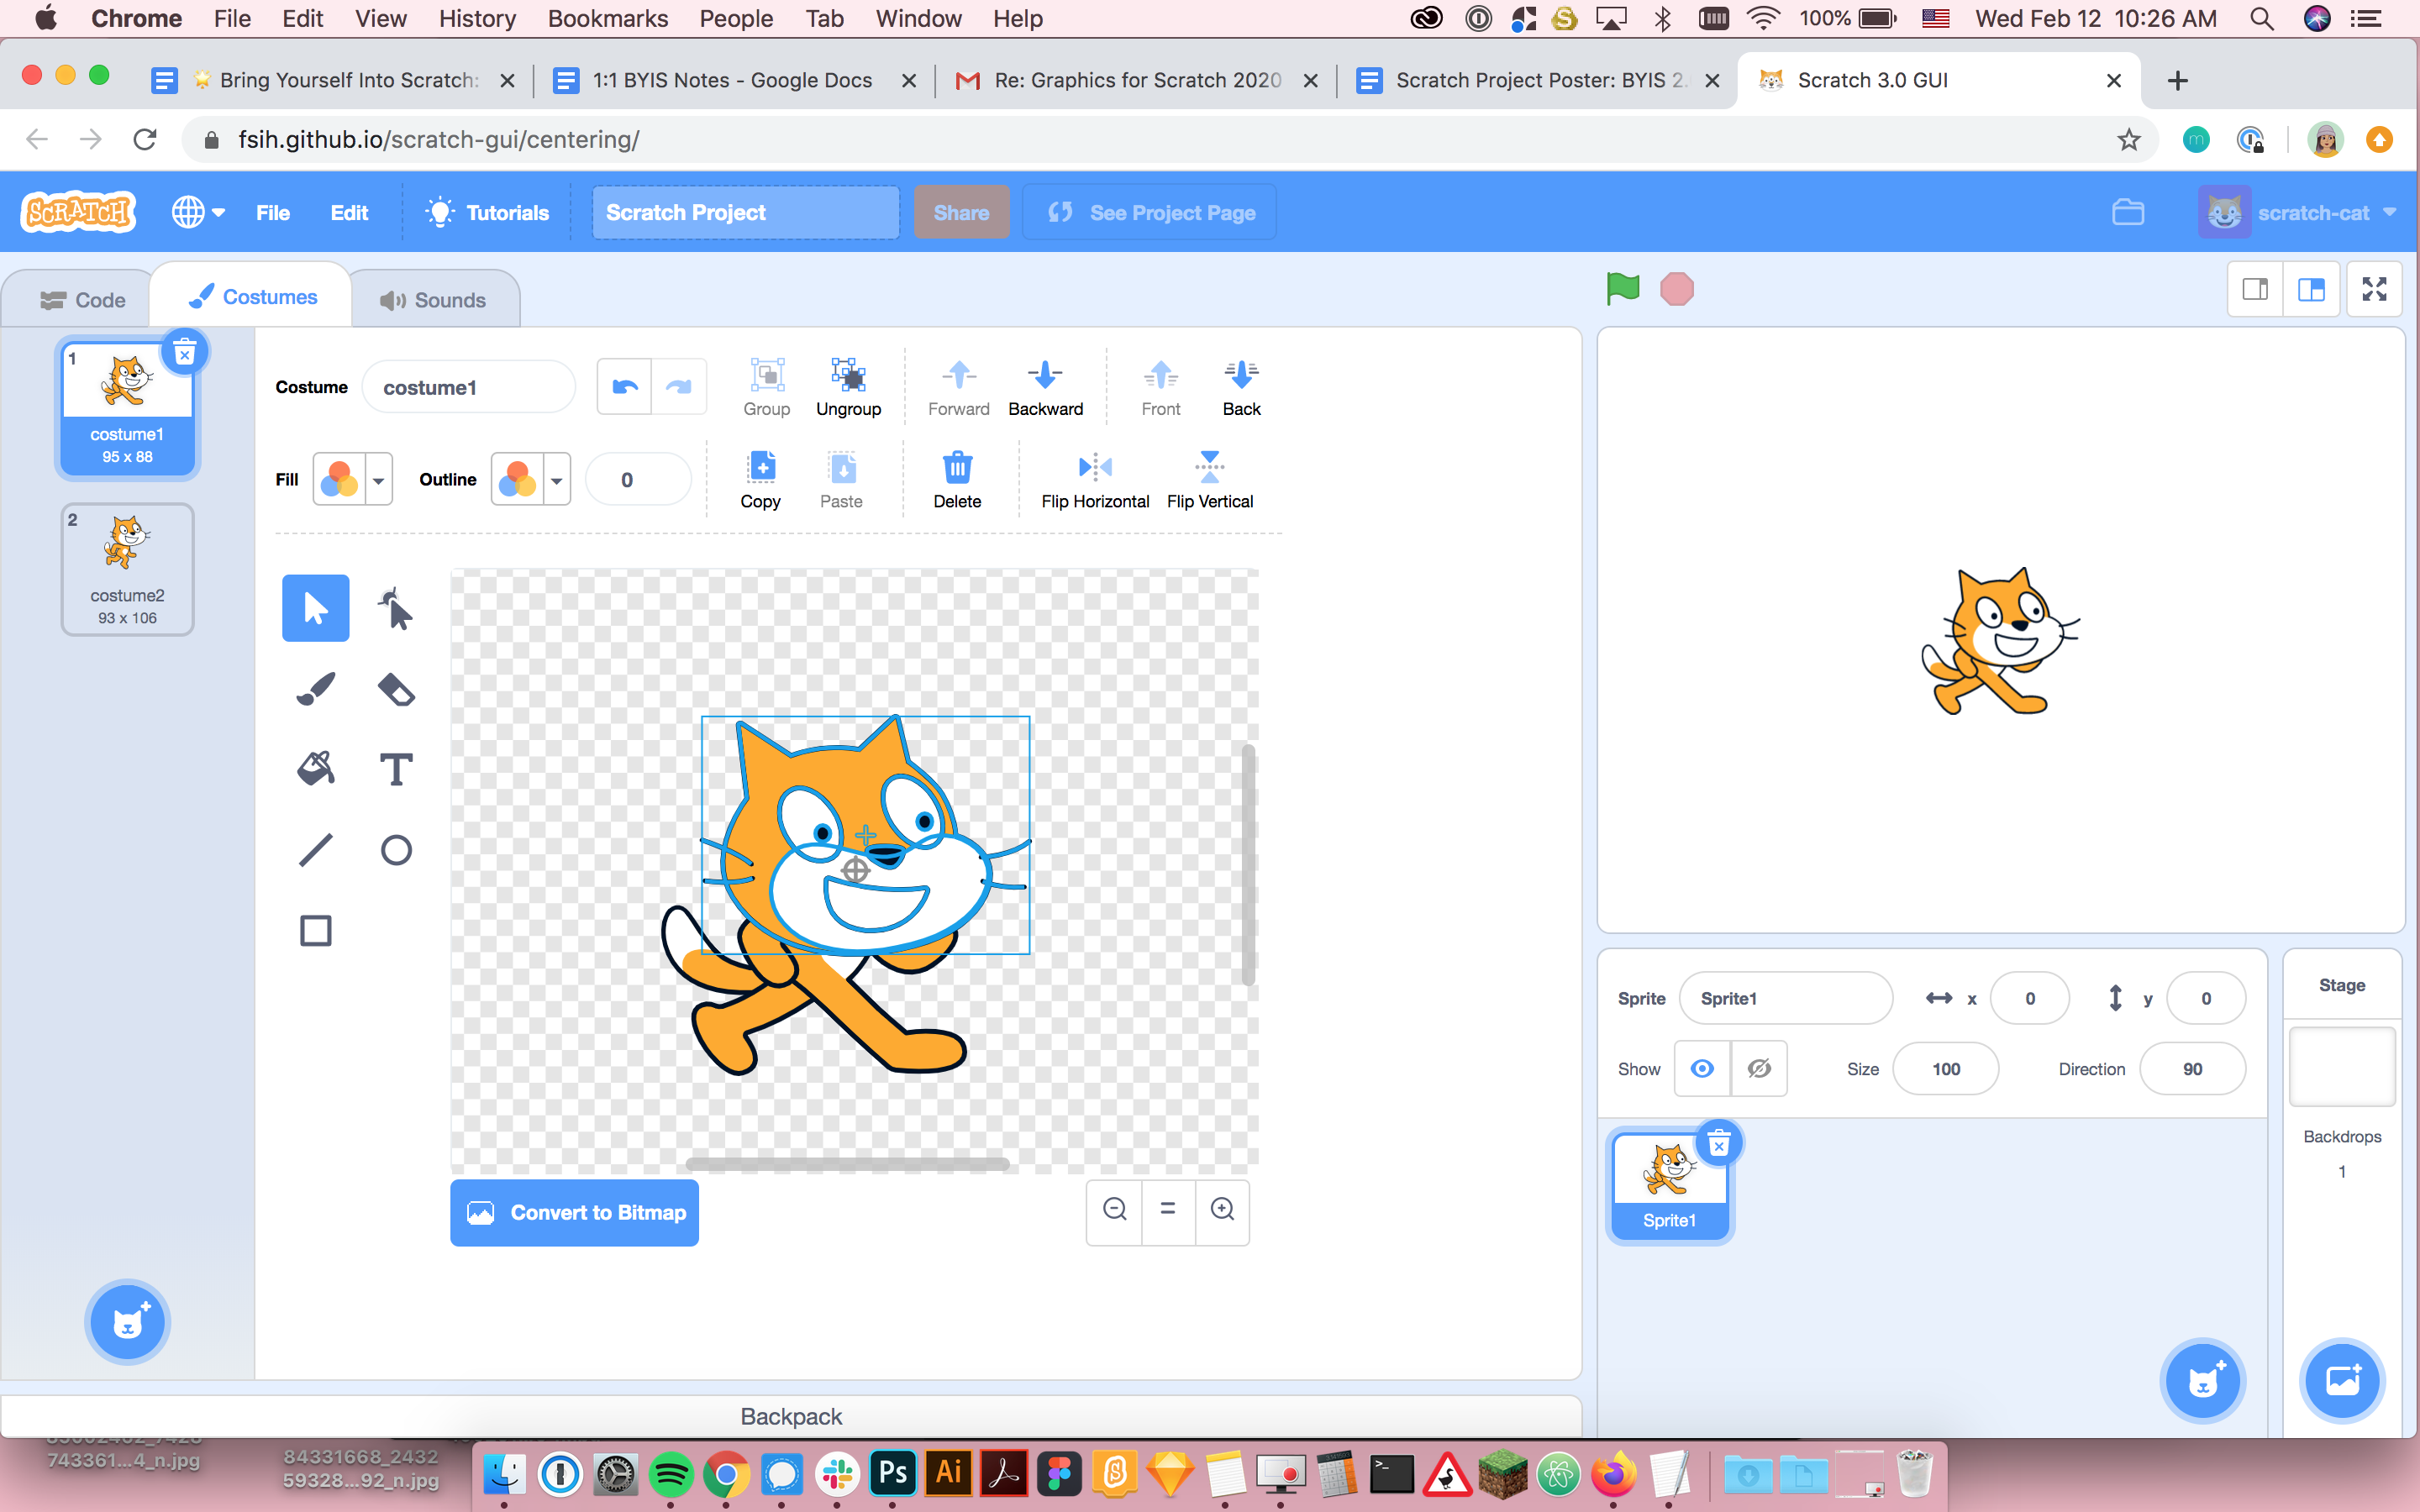 Chrome File Edit View History Bookmarks People Tab Window Help 100% Wed Feb 12 10:26 AM
Bring Yourself Into Scratch: 1:1 BYIS Notes - Google Docs Re: Graphics for Scratch 2020 Scratch Project Poster: BYIS 2. Scratch 3.0 GUI
fsih.github.io/scratch-gui/centering/
SCRATCH File Edit Tutorials Scratch Project Share See Project Page scratch-cat
Code Costumes Sounds
1
costume1
95 x 88
2
costume2
93 x 106
Costume costume1 Group Ungroup Forward Backward Front Back
Fill Outline 0 Copy Paste Delete Flip Horizontal Flip Vertical
T
Convert to Bitmap =
Backpack
Sprite Sprite1 x 0 y 0
Show Size 100 Direction 90
Sprite1
Stage
Backdrops
1
743361...4_n.jpg
84331668_2432
59328...92_n.jpg
Ps Ai